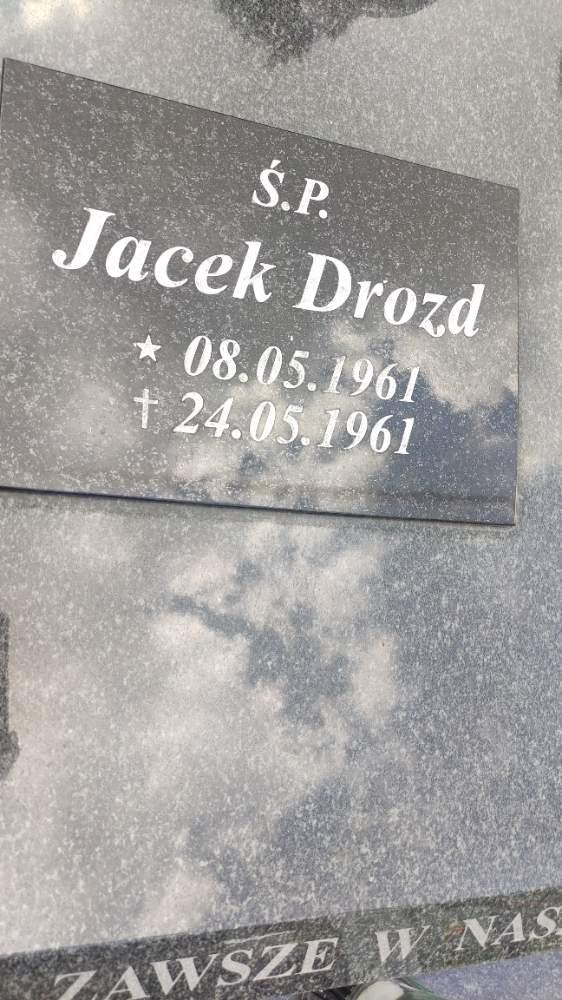 Ś.P.
Jacek Drozd
★ 08.05.1961
† 24.05.1961
ZAWSZE W NAS